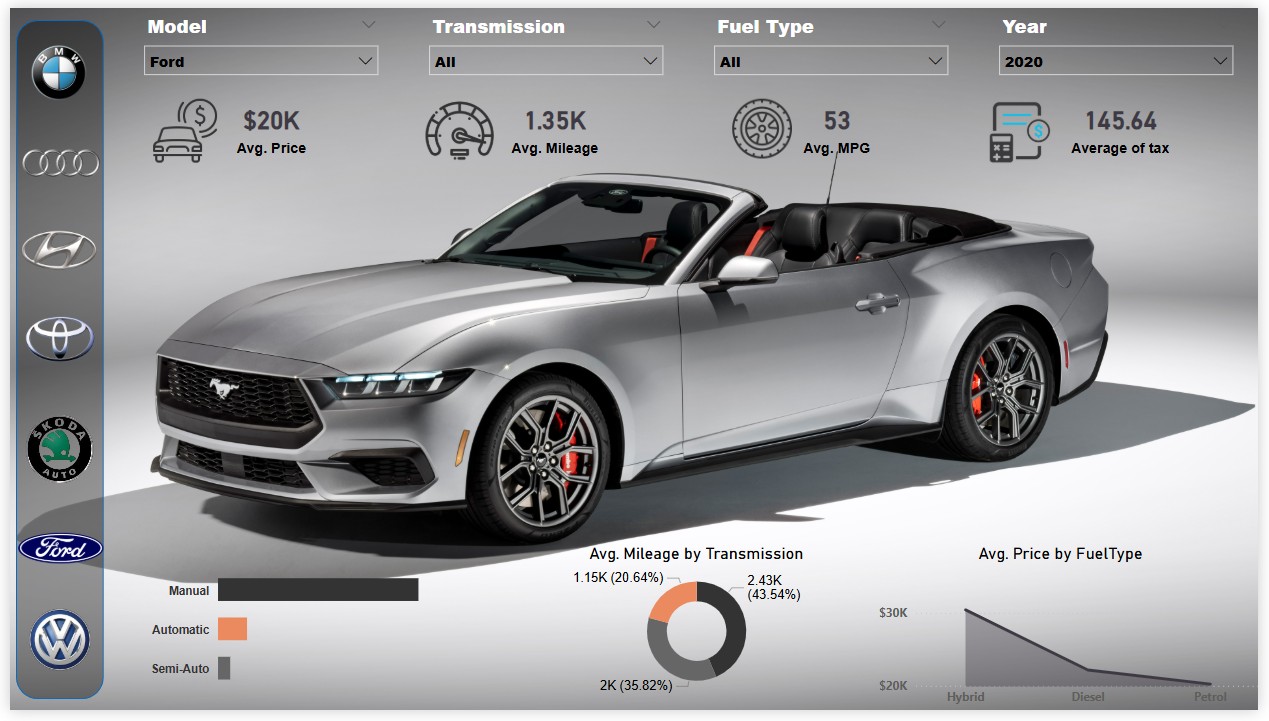 Model
Transmission
Fuel Type
Year
Ford
All
All
2020
$20K
Avg. Price
1.35K
Avg. Mileage
53
Avg. MPG
145.64
Average of tax
BMW
SKODA
AUTO
Ford
Manual
Automatic
Semi-Auto
Avg. Mileage by Transmission
1.15K (20.64%)
2.43K
(43.54%)
2K (35.82%)
Avg. Price by FuelType
$30K
$20K
Hybrid
Diesel
Petrol